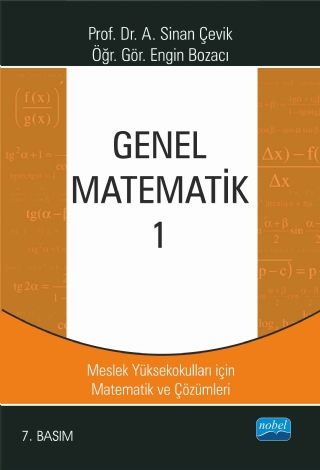 Prof. Dr. A. Sinan Çevik
Öğr. Gör. Engin Bozacı
GENEL
MATEMATİK
1
Meslek Yüksekokulları için
Matematik ve Çözümleri
7. BASIM
nobel